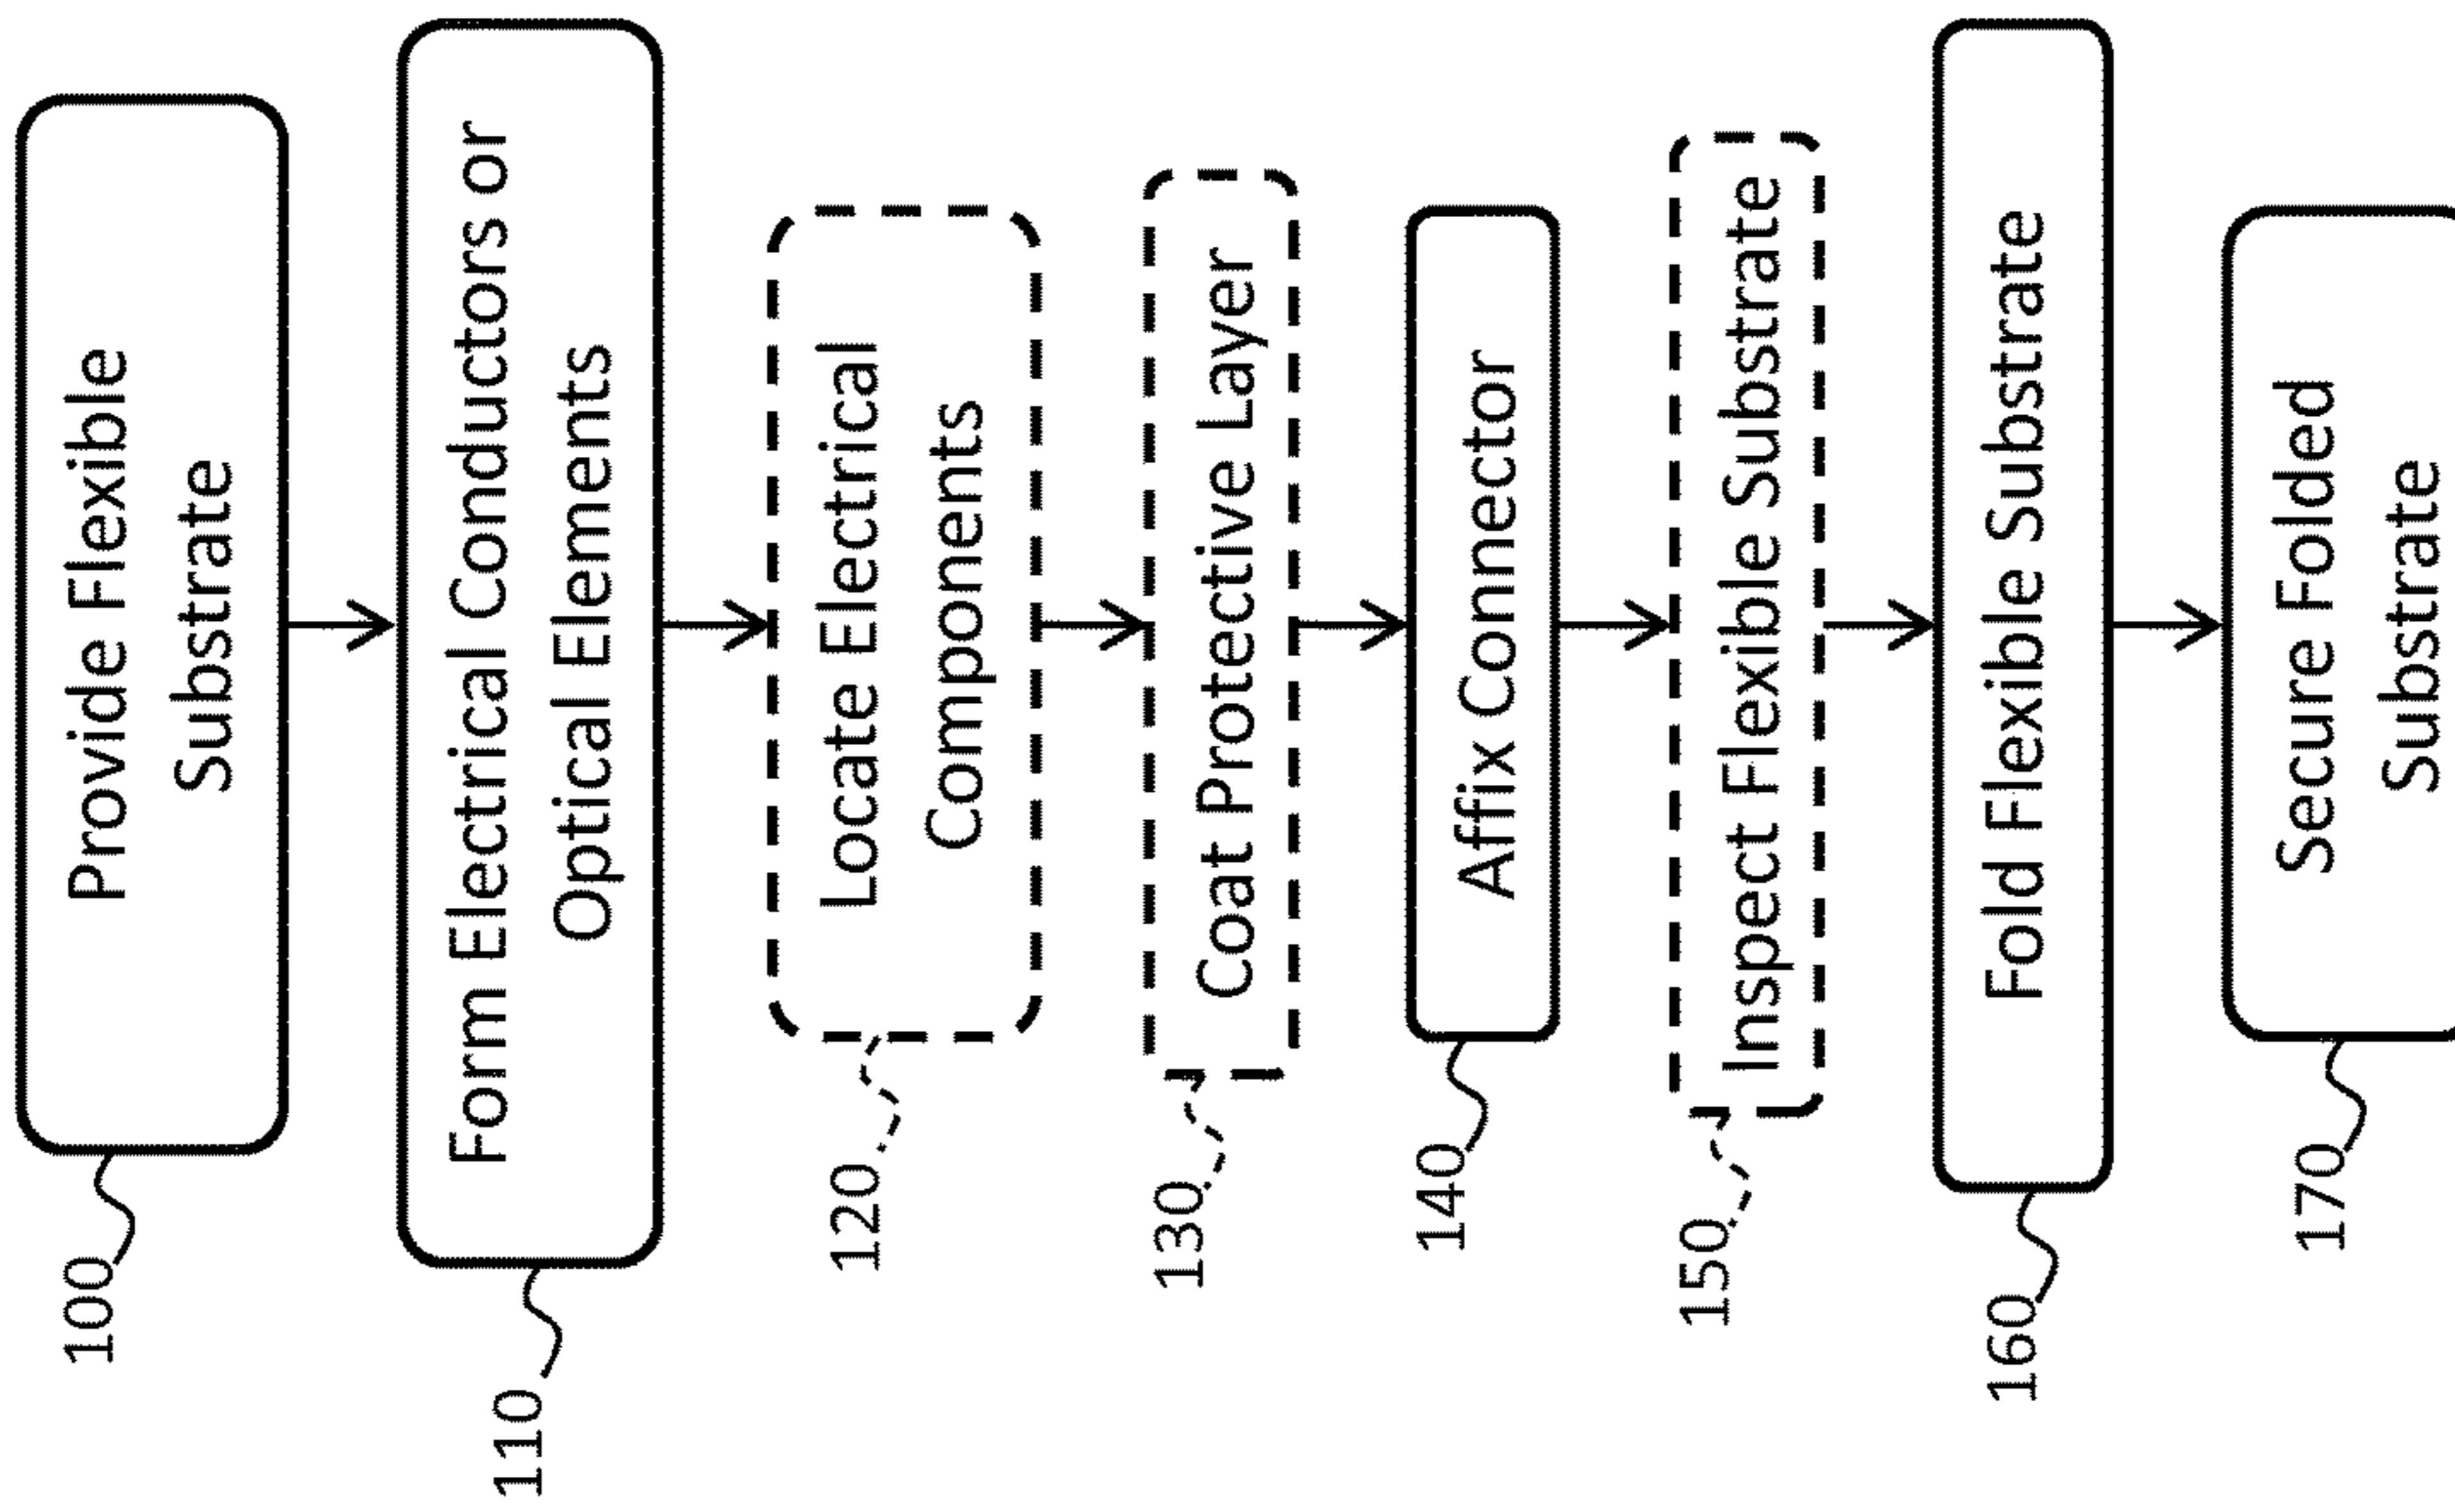 100
Provide Flexible
Substrate
110
Form Electrical Conductors or
Optical Elements
120
Locate Electrical
Components
130
Coat Protective Layer
140
Affix Connector
150
Inspect Flexible Substrate
160
Fold Flexible Substrate
170
Secure Folded
Substrate